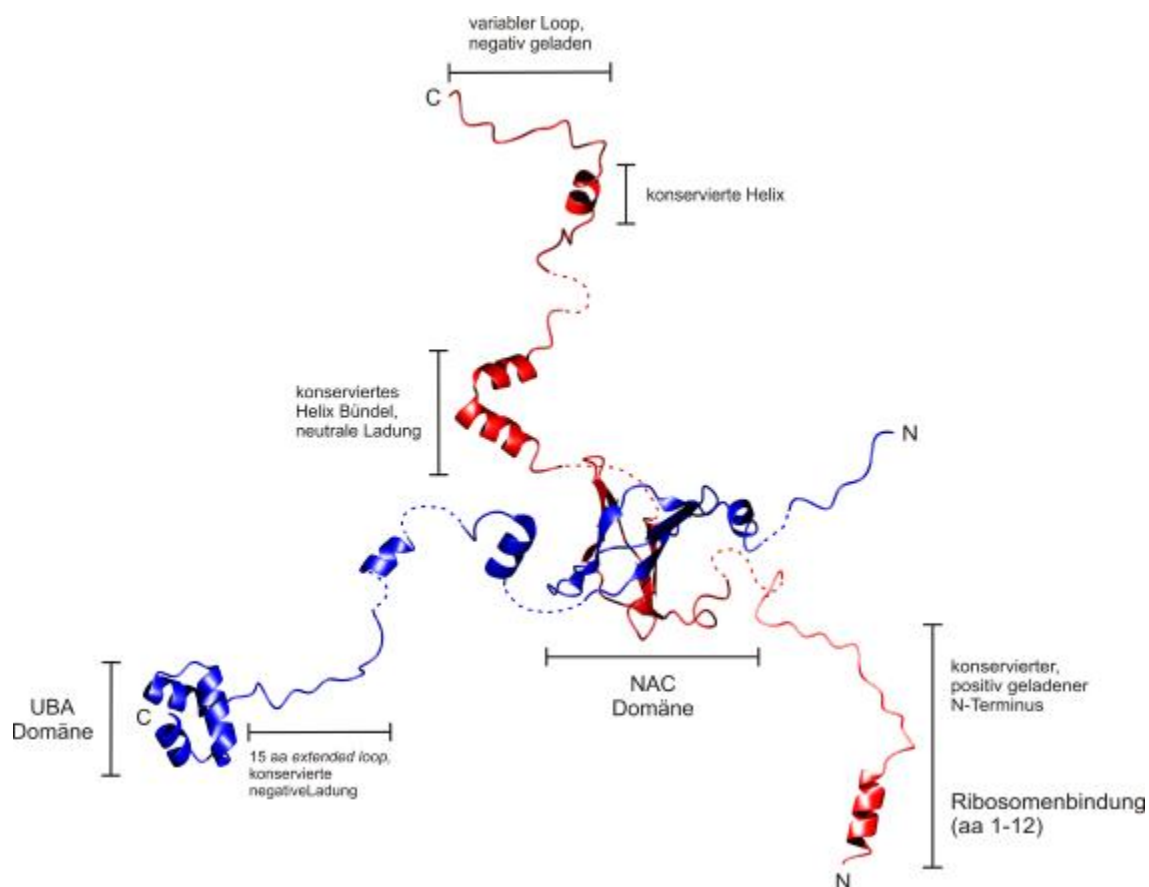 variabler Loop,
negativ geladen
C
konservierte Helix
konserviertes
Helix Bündel,
neutrale Ladung
N
UBA
Domäne
C
15 aa extended loop,
konservierte
negativeLadung
NAC
Domäne
konservierter,
positiv geladener
N-Terminus
Ribosomenbindung
(aa 1-12)
N